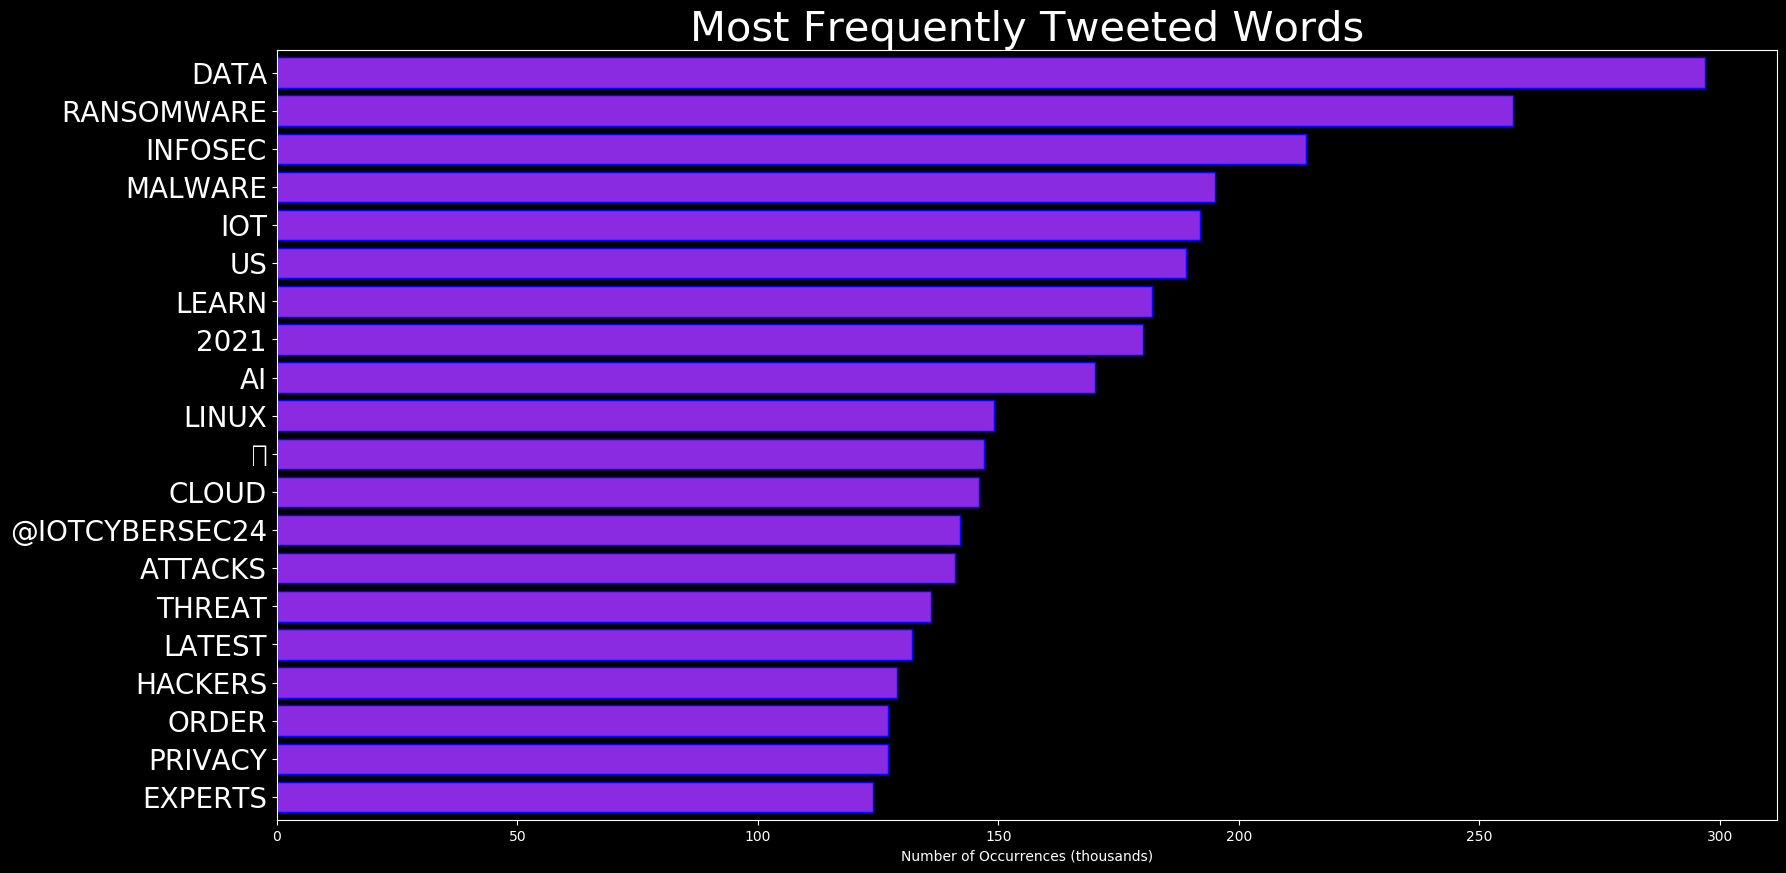 Most Frequently Tweeted Words
DATA
RANSOMWARE
INFOSEC
MALWARE
IOT
US
LEARN
2021
AI
LINUX
CLOUD
@IOTCYBERSEC24
ATTACKS
THREAT
LATEST
HACKERS
ORDER
PRIVACY
EXPERTS
0 50 100 150 200 250 300
Number of Occurrences (thousands)